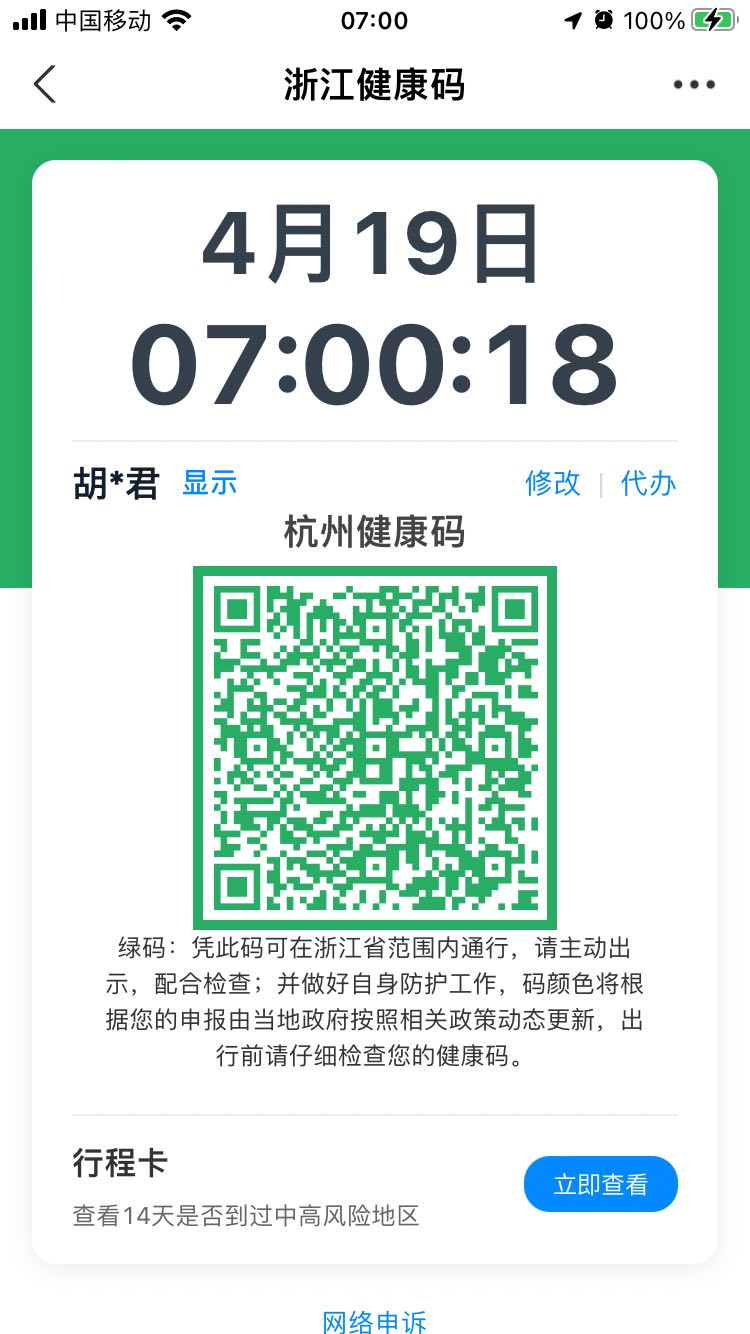 中国移动 07:00 100%
浙江健康码
4月19日
07:00:18
胡*君 显示 修改 | 代办
杭州健康码
绿码：凭此码可在浙江省范围内通行，请主动出
示，配合检查；并做好自身防护工作，码颜色将根
据您的申报由当地政府按照相关政策动态更新，出
行前请仔细检查您的健康码。
行程卡
立即查看
查看14天是否到过中高风险地区
网络申诉